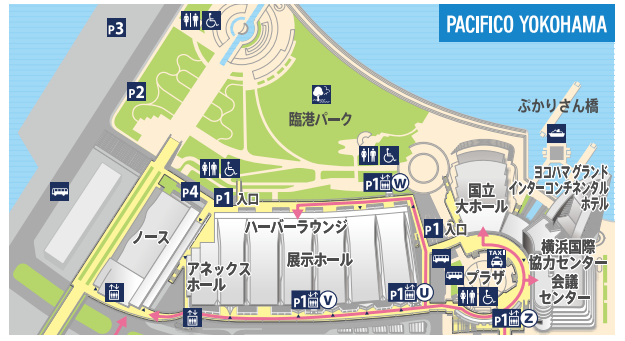 PACIFICO YOKOHAMA
P3
P2
臨港パーク
ぷかりさん橋
P4
P1 入口
P1 W
国立
大ホール
ヨコハマグランド
インターコンチネンタル
ホテル
ノース
ハーバーラウンジ
P1 入口
アネックス
ホール
展示ホール
TAXI
プラザ
横浜国際
協力センター
会議
センター
P1 V
P1 U
P1 Z